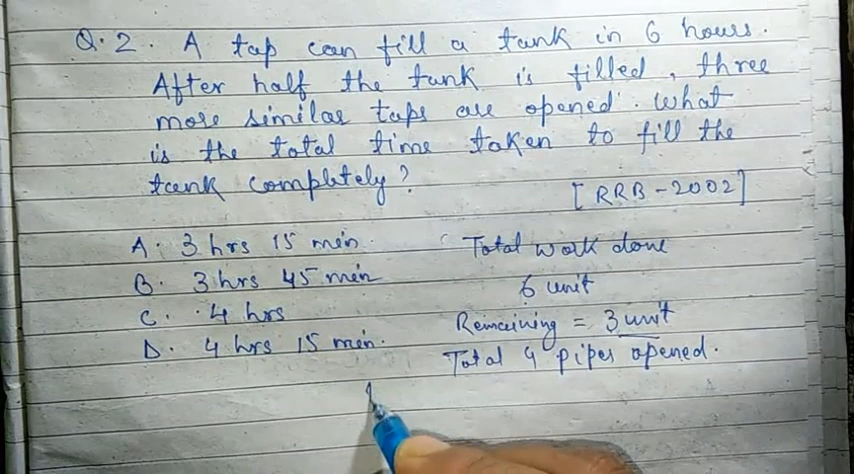 Q.2. A tap can fill a tank in 6 hours.
After half the tank is filled, three
more similar taps are opened. What
is the total time taken to fill the
tank completely?
[RRB-2002]
A. 3 hrs 15 min.
B. 3 hrs 45 min
C. 4 hrs
D. 4 hrs 15 min.
Total work done
6 unit
Remaining = 3 unit
Total 4 pipes opened.